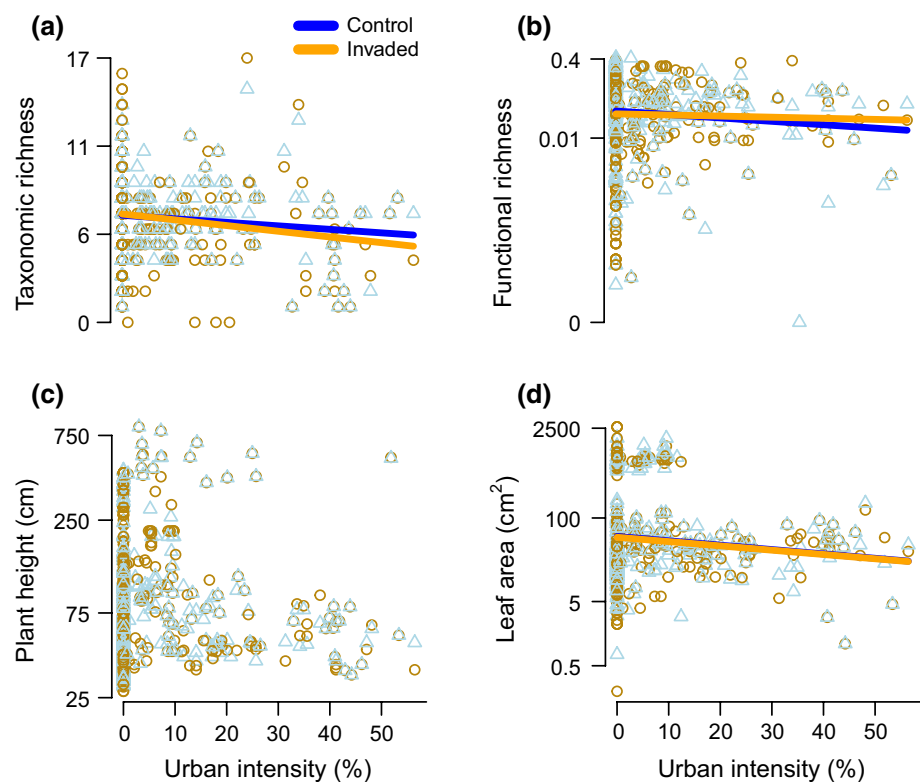 (a)
Control
Invaded
17
11
6
0
Taxonomic richness
(b)
0.4
0.01
0
Functional richness
(c)
750
250
75
25
Plant height (cm)
0 10 20 30 40 50
Urban intensity (%)
(d)
2500
100
5
0.5
Leaf area (cm²)
0 10 20 30 40 50
Urban intensity (%)